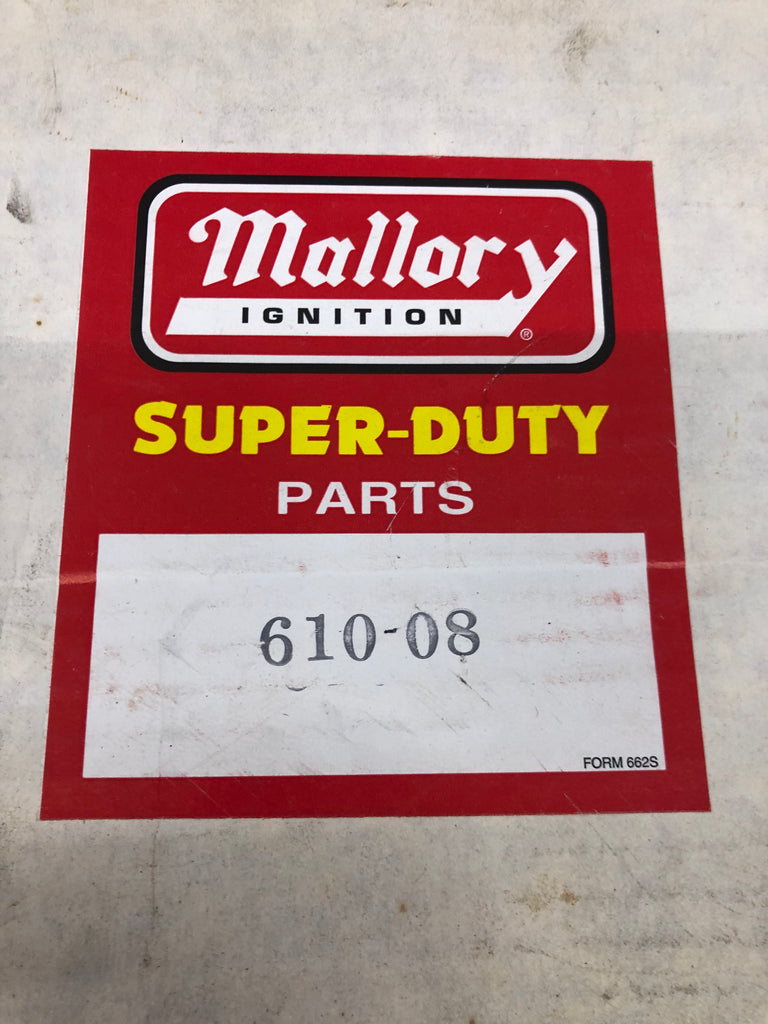 Mallory
IGNITION
®
SUPER-DUTY
PARTS
610-08
FORM 662S